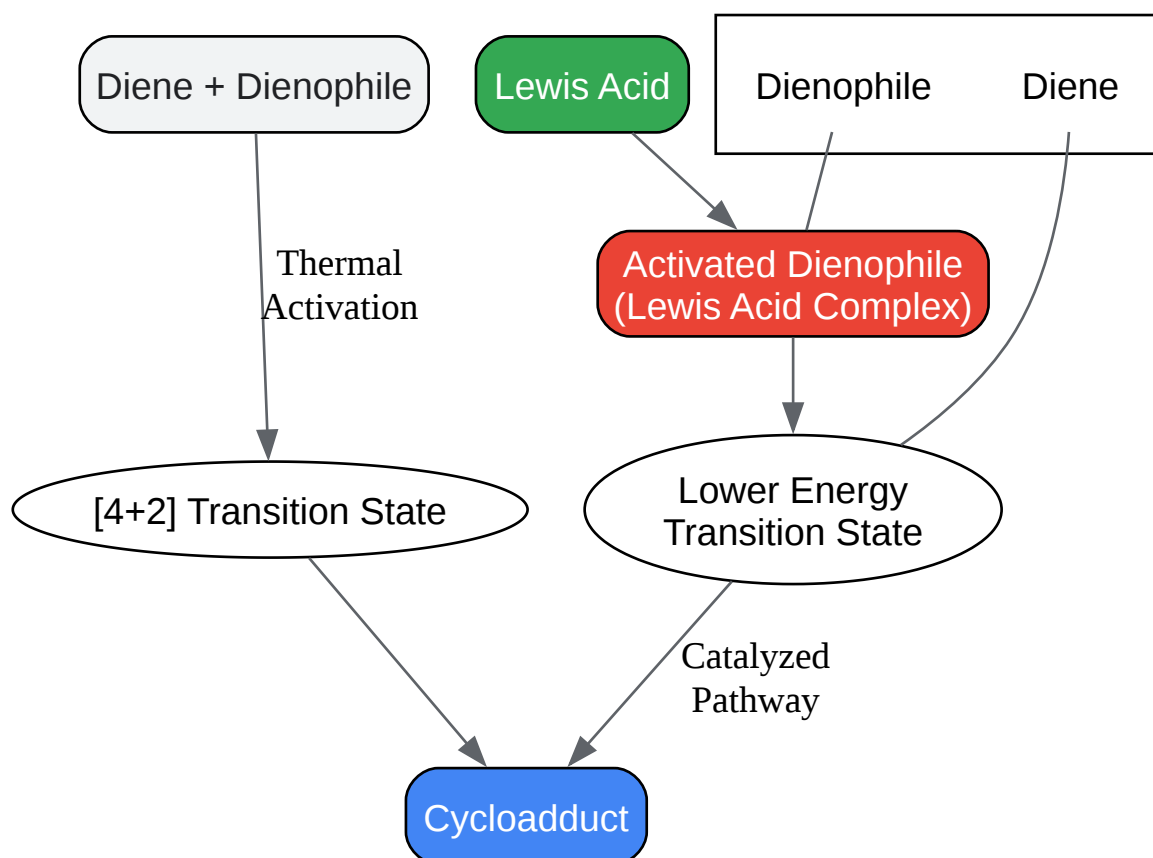 Diene + Dienophile
Lewis Acid
Dienophile
Diene
Thermal
Activation
Activated Dienophile
(Lewis Acid Complex)
[4+2] Transition State
Lower Energy
Transition State
Catalyzed
Pathway
Cycloadduct